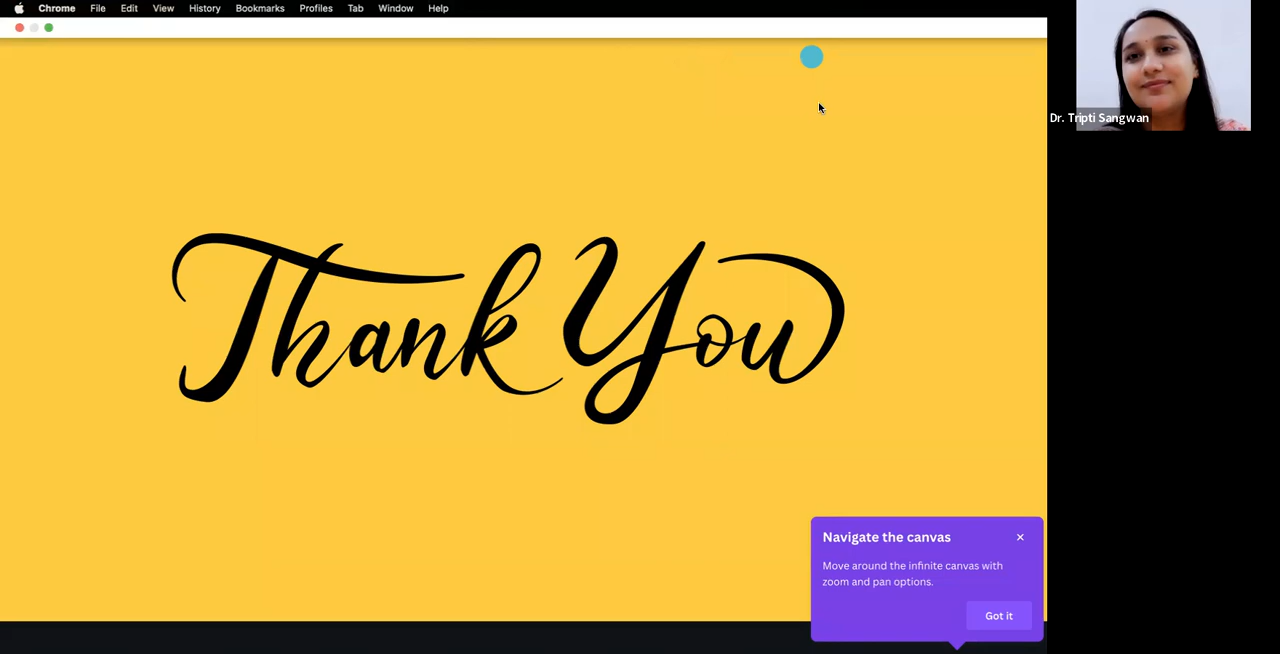 Chrome File Edit View History Bookmarks Profiles Tab Window Help
Dr. Tripti Sangwan
Thank You
Navigate the canvas
Move around the infinite canvas with
zoom and pan options.
Got it